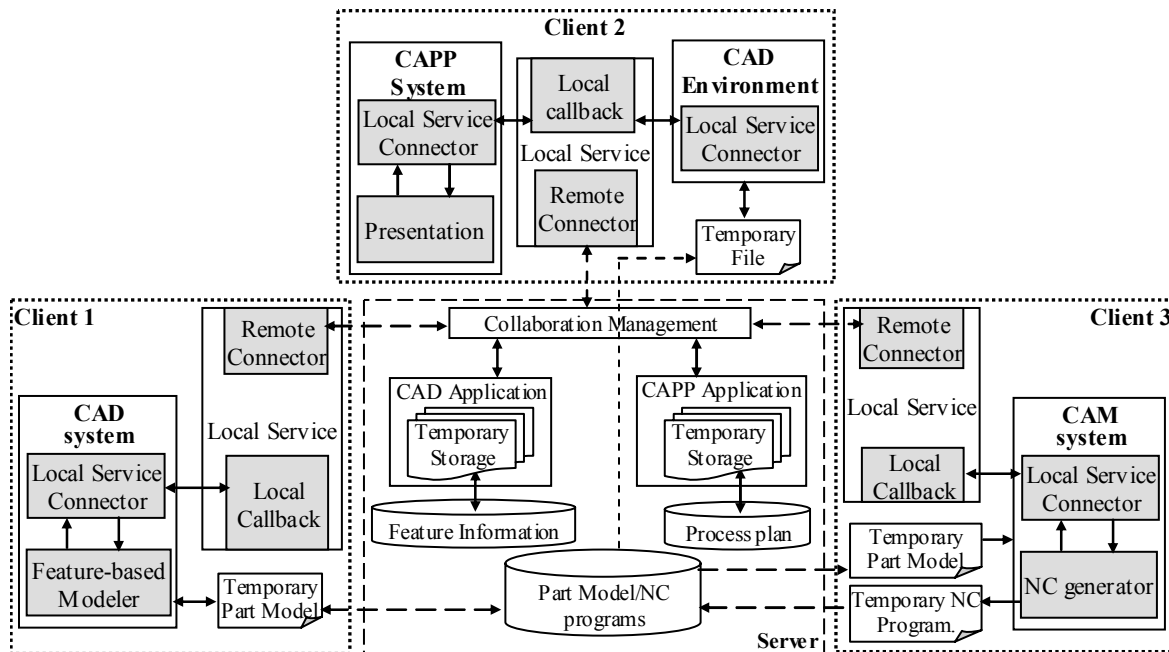 Client 2
CAPP
System
Local Service
Connector
Presentation
Local
callback
Local Service
Remote
Connector
CAD
Environment
Local Service
Connector
Temporary
File
Client 1
Remote
Connector
Local Service
Local
Callback
CAD
system
Local Service
Connector
Feature-based
Modeler
Temporary
Part Model
Collaboration Management
CAD Application
Temporary
Storage
Feature Information
CAPP Application
Temporary
Storage
Process plan
Part Model/NC
programs
Server
Client 3
Remote
Connector
Local Service
Local
Callback
CAM
system
Local Service
Connector
NC generator
Temporary
Part Model
Temporary NC
Program.